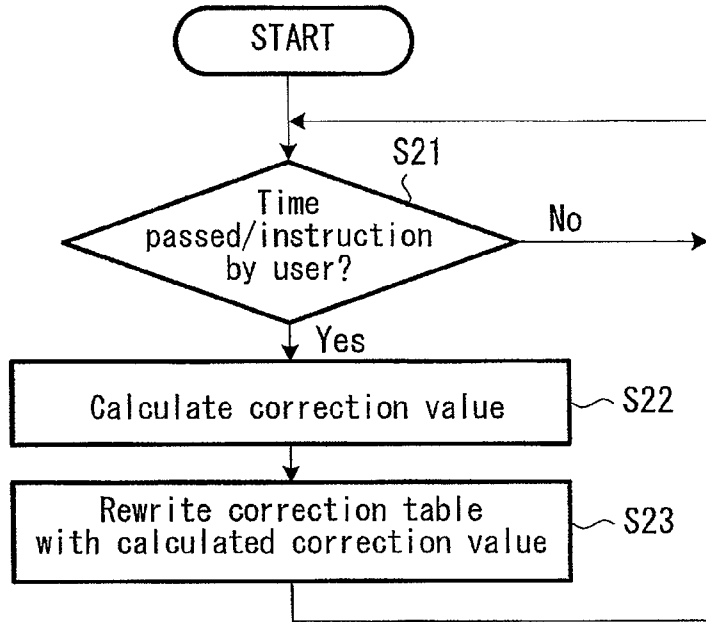 START
S21
Time
passed/instruction
by user?
No
Yes
Calculate correction value
S22
Rewrite correction table
with calculated correction value
S23